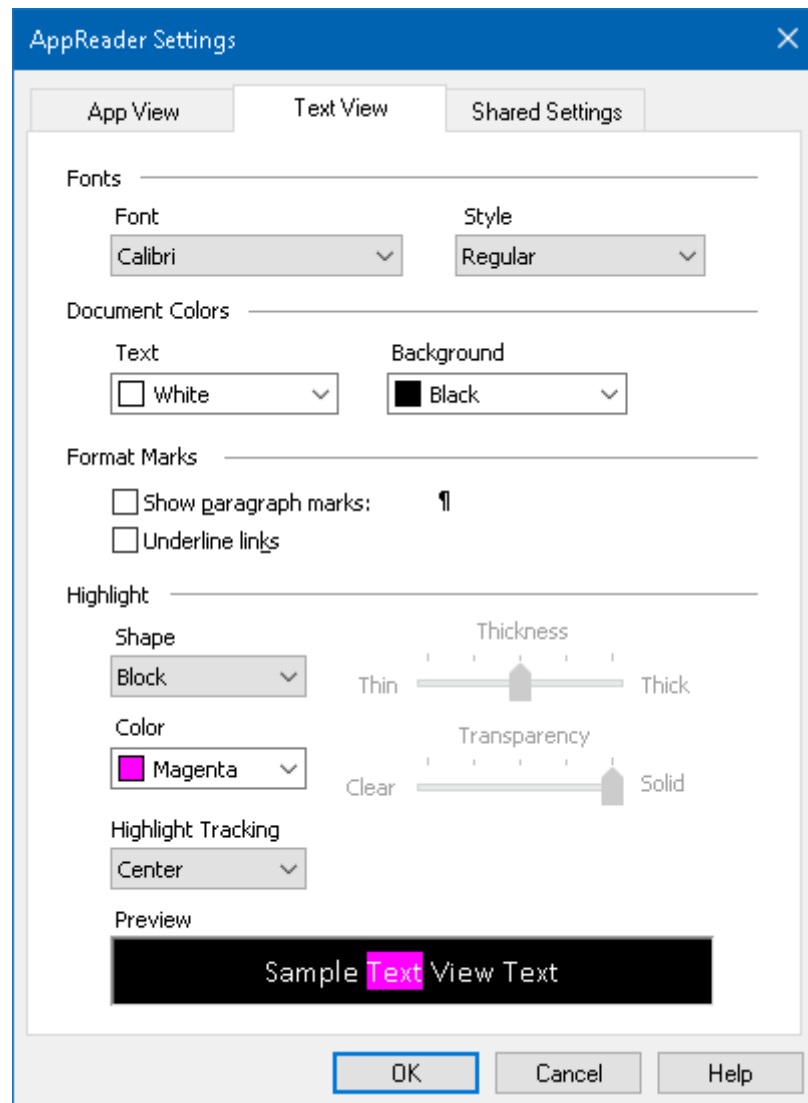 AppReader Settings
App View Text View Shared Settings
Fonts
Font Style
Calibri Regular
Document Colors
Text Background
White Black
Format Marks
Show paragraph marks: ¶
Underline links
Highlight
Shape Thickness
Block Thin Thick
Color Transparency
Magenta Clear Solid
Highlight Tracking
Center
Preview
Sample Text View Text
OK Cancel Help